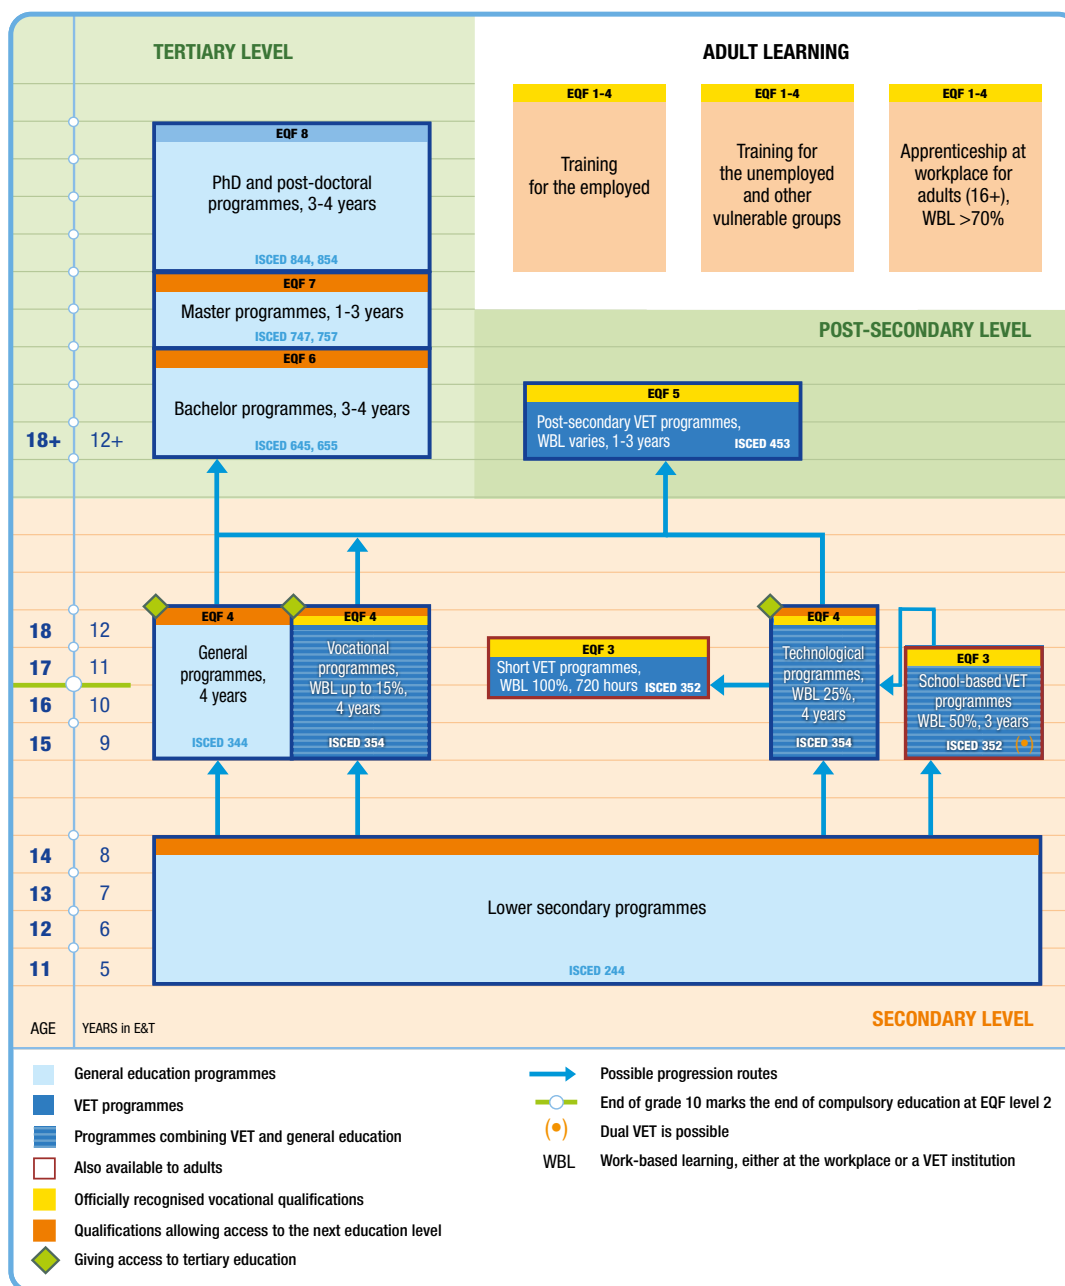 TERTIARY LEVEL
ADULT LEARNING
EQF 1-4
Training
for the employed
EQF 1-4
Training for
the unemployed
and other
vulnerable groups
EQF 1-4
Apprenticeship at
workplace for
adults (16+),
WBL >70%
EQF 8
PhD and post-doctoral
programmes, 3-4 years
ISCED 844, 854
EQF 7
Master programmes, 1-3 years
ISCED 747, 757
EQF 6
Bachelor programmes, 3-4 years
ISCED 645, 655
POST-SECONDARY LEVEL
EQF 5
Post-secondary VET programmes,
WBL varies, 1-3 years ISCED 453
18+ 12+
EQF 4
General
programmes,
4 years
ISCED 344
EQF 4
Vocational
programmes,
WBL up to 15%,
4 years
ISCED 354
EQF 3
Short VET programmes,
WBL 100%, 720 hours ISCED 352
EQF 4
Technological
programmes,
WBL 25%,
4 years
ISCED 354
EQF 3
School-based VET
programmes
WBL 50%, 3 years
ISCED 352
18 12
17 11
16 10
15 9
14 8
13 7
12 6
11 5
Lower secondary programmes
ISCED 244
AGE YEARS in E&T
SECONDARY LEVEL
General education programmes
VET programmes
Programmes combining VET and general education
Also available to adults
Officially recognised vocational qualifications
Qualifications allowing access to the next education level
Giving access to tertiary education
Possible progression routes
End of grade 10 marks the end of compulsory education at EQF level 2
Dual VET is possible
WBL Work-based learning, either at the workplace or a VET institution